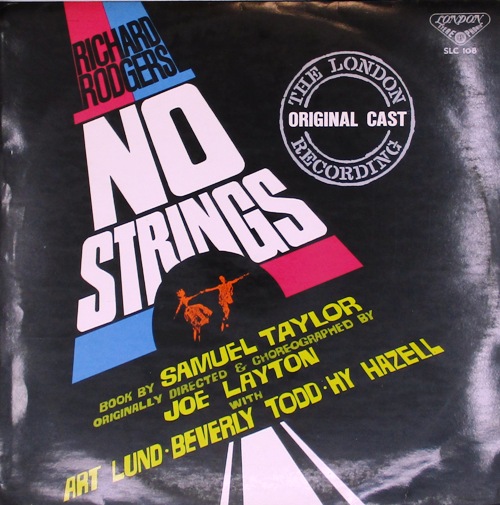 RICHARD
RODGERS
NO
STRINGS
LONDON
SLC 108
THE LONDON
ORIGINAL CAST
RECORDING
BOOK BY SAMUEL TAYLOR
ORIGINALLY DIRECTED & CHOREOGRAPHED BY
JOE LAYTON
WITH
ART LUND · BEVERLY TODD · HY HAZELL